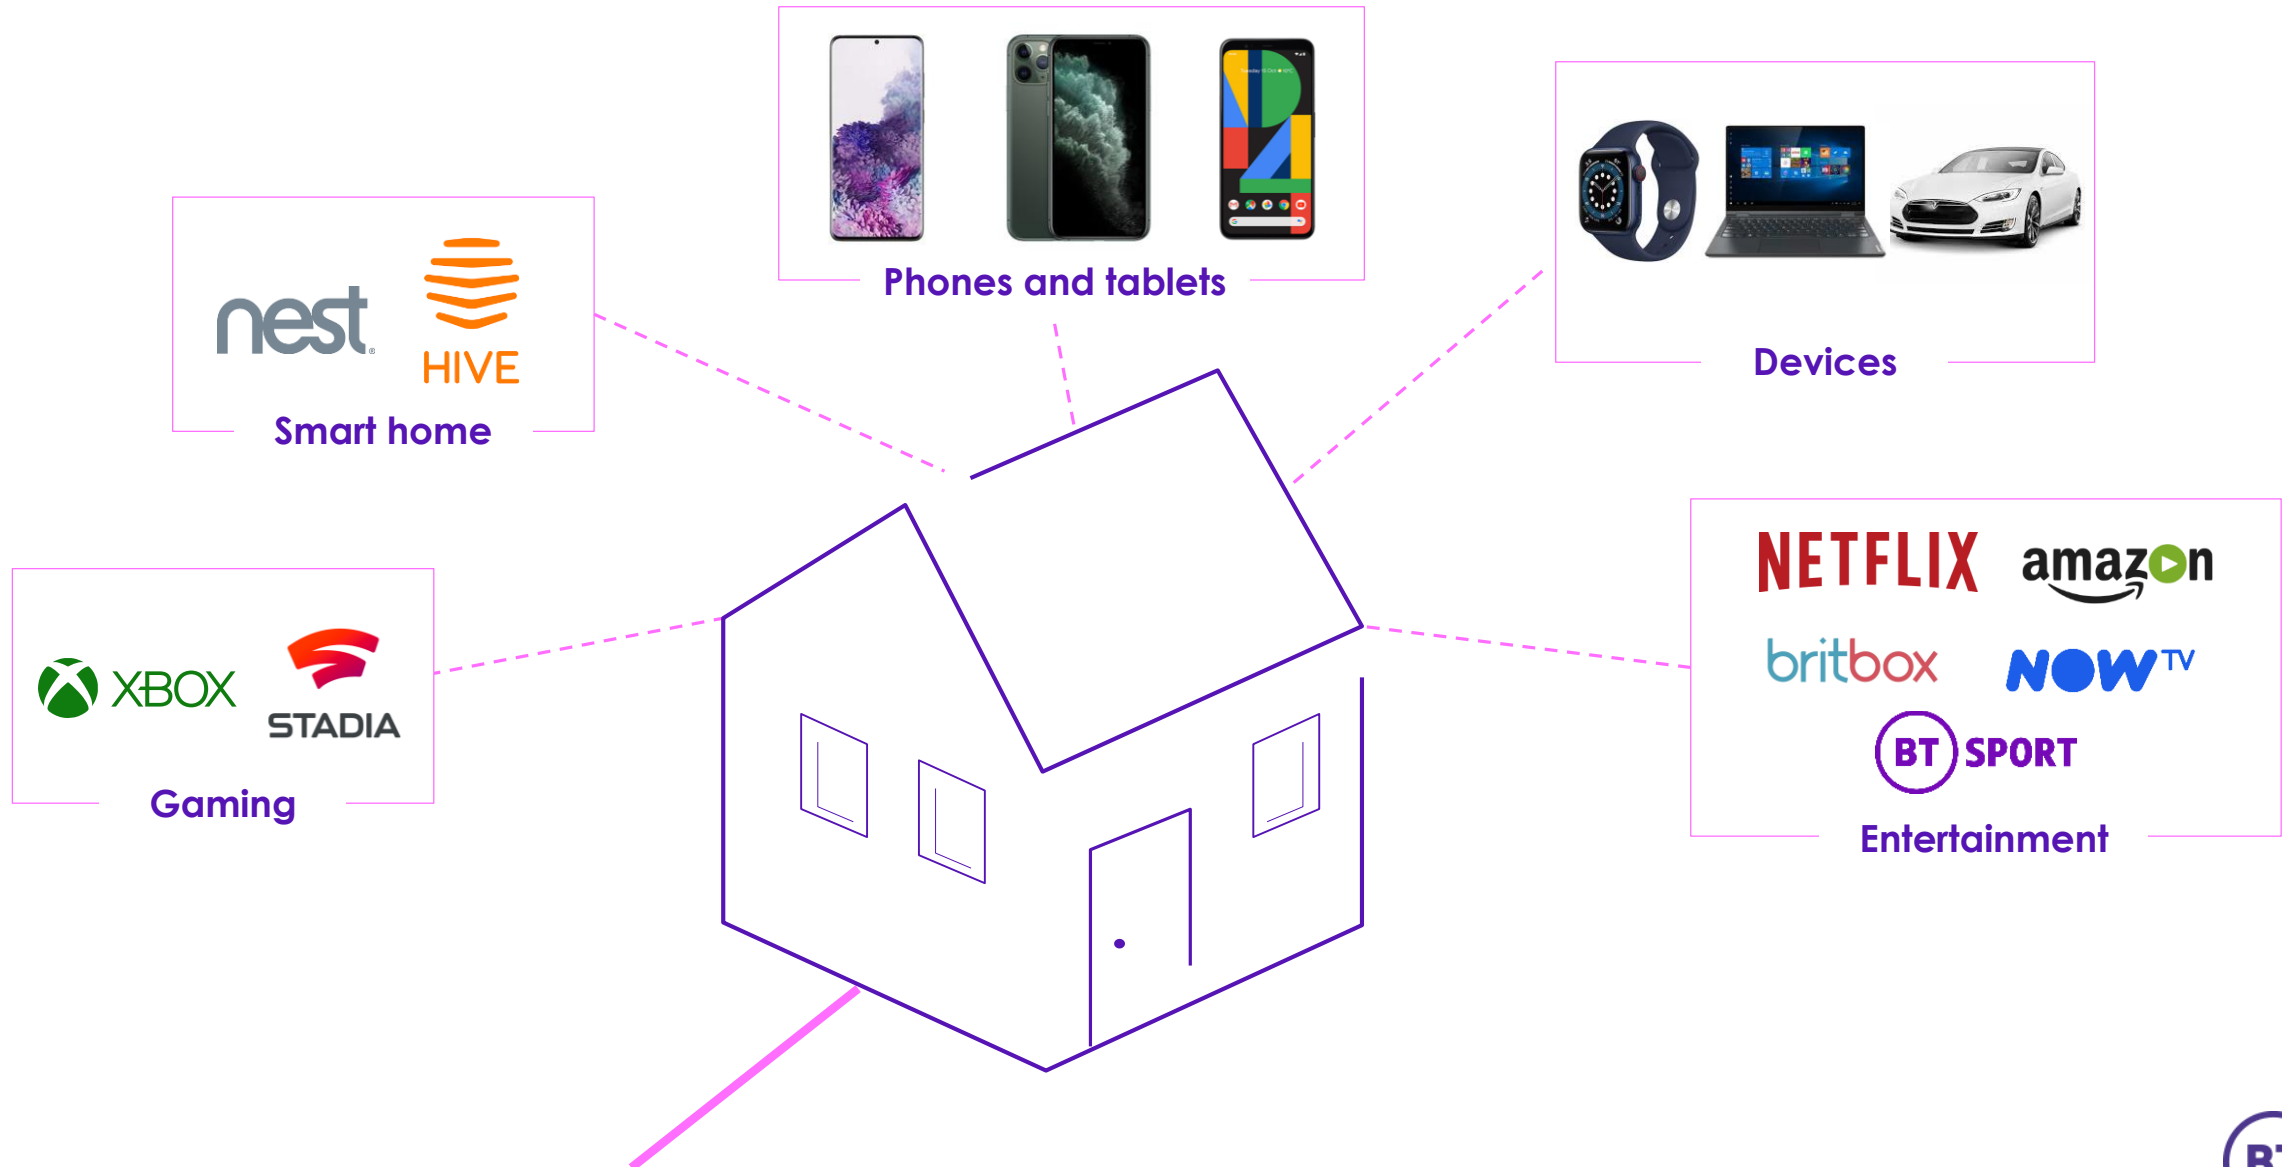 Phones and tablets
Devices
nest
HIVE
Smart home
NETFLIX
amazon
britbox
NOW TV
BT SPORT
Entertainment
XBOX
STADIA
Gaming